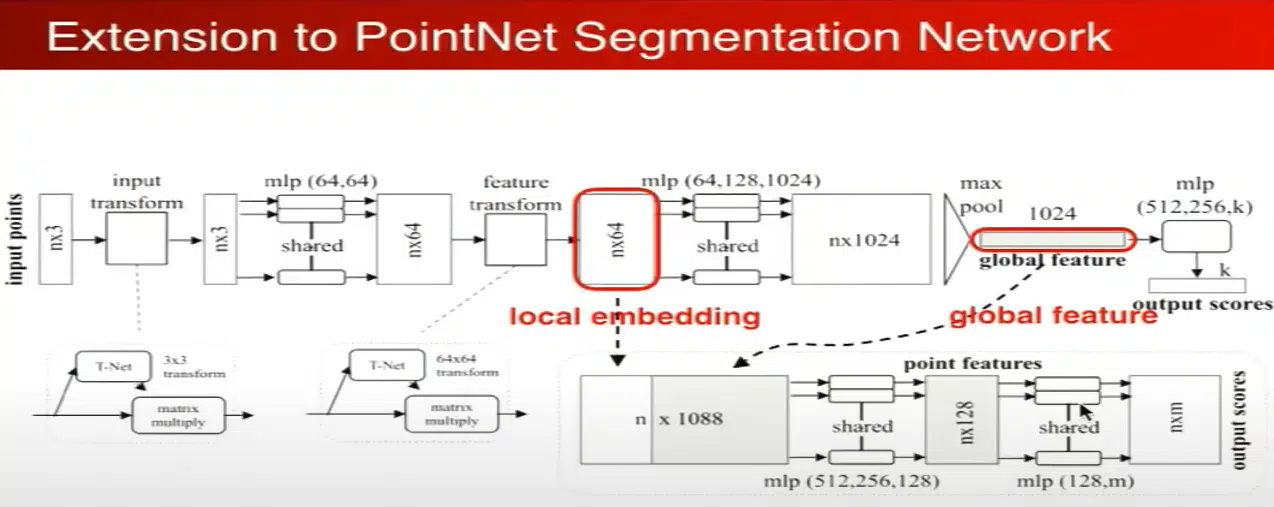 Extension to PointNet Segmentation Network
input points
nx3
input
transform
nx3
mlp (64,64)
shared
nx64
feature
transform
nx64
mlp (64,128,1024)
shared
nx1024
max
pool
1024
global feature
mlp
(512,256,k)
k
output scores
local embedding
global feature
T-Net
3x3
transform
matrix
multiply
T-Net
64x64
transform
matrix
multiply
point features
n x 1088
shared
nx128
shared
nxm
output scores
mlp (512,256,128)
mlp (128,m)